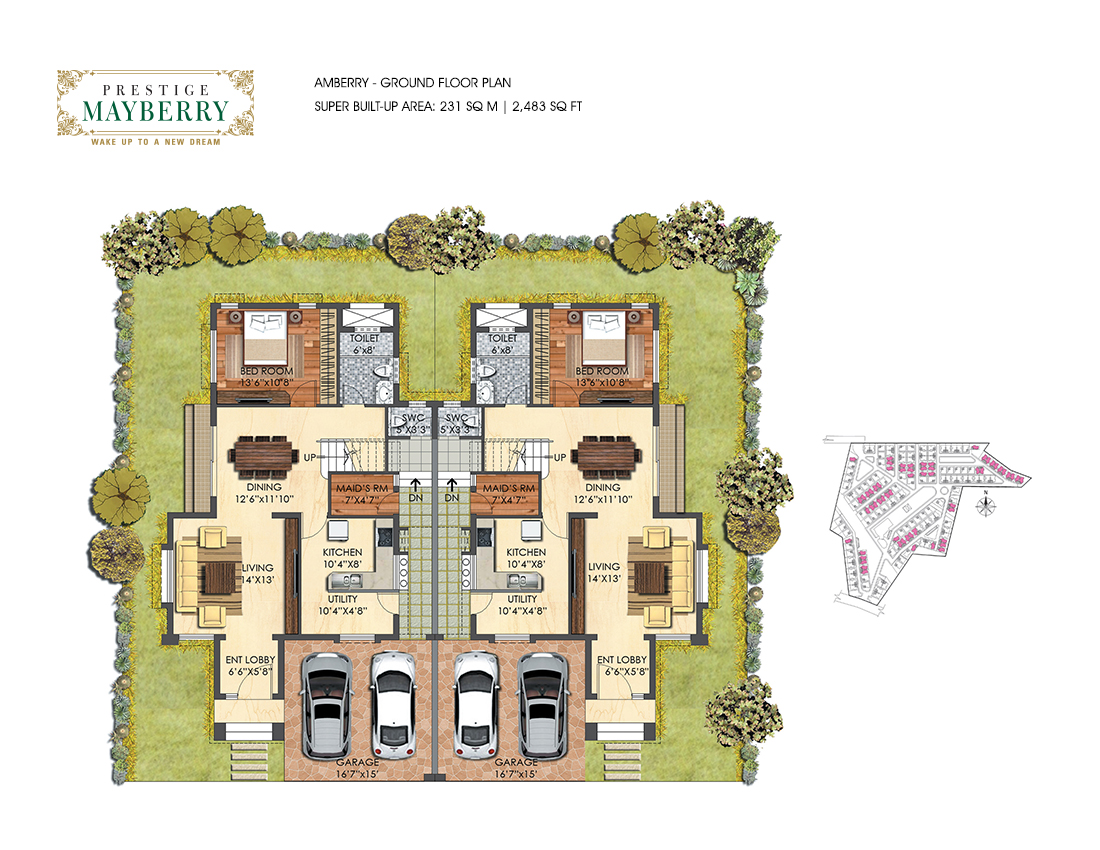 PRESTIGE
MAYBERRY
WAKE UP TO A NEW DREAM
AMBERRY - GROUND FLOOR PLAN
SUPER BUILT-UP AREA: 231 SQ M | 2,483 SQ FT
TOILET
6'x8'
BED ROOM
13'6"x10'8"
SWC
5'X3'3"
UP
DINING
12'6"x11'10"
MAID'S RM
7'X4'7"
DN
KITCHEN
10'4"X8'
LIVING
14'X13'
UTILITY
10'4"X4'8"
ENT LOBBY
6'6"X5'8"
GARAGE
16'7"x15'
TOILET
6'x8'
BED ROOM
13'6"x10'8"
SWC
5'X3'3"
UP
DINING
12'6"x11'10"
MAID'S RM
7'X4'7"
DN
KITCHEN
10'4"X8'
LIVING
14'X13'
UTILITY
10'4"X4'8"
ENT LOBBY
6'6"X5'8"
GARAGE
16'7"x15'
N